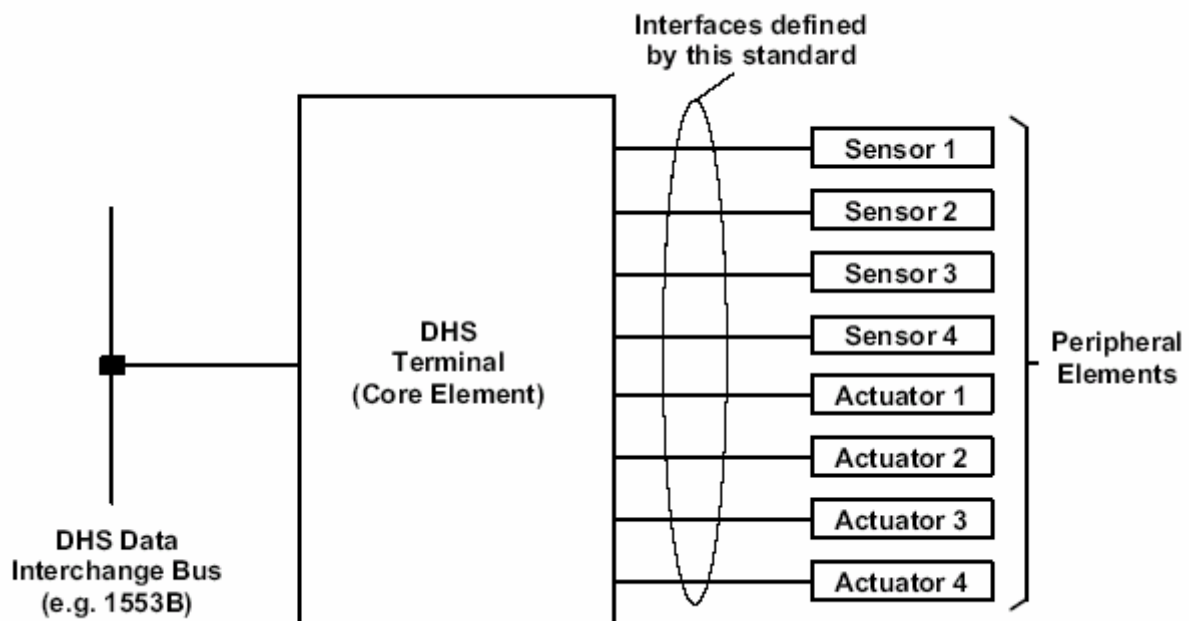 Interfaces defined
by this standard
Sensor 1
Sensor 2
Sensor 3
Sensor 4
Actuator 1
Actuator 2
Actuator 3
Actuator 4
Peripheral
Elements
DHS
Terminal
(Core Element)
DHS Data
Interchange Bus
(e.g. 1553B)